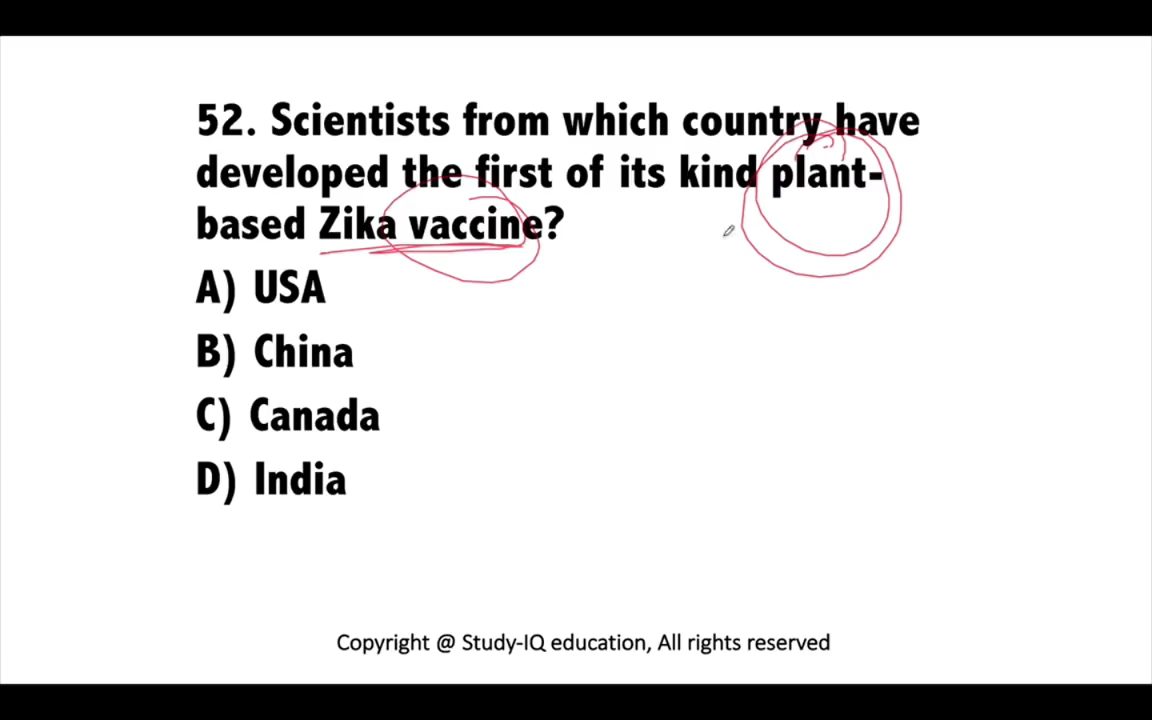 52. Scientists from which country have
developed the first of its kind plant-
based Zika vaccine?
A) USA
B) China
C) Canada
D) India
Copyright @ Study-IQ education, All rights reserved